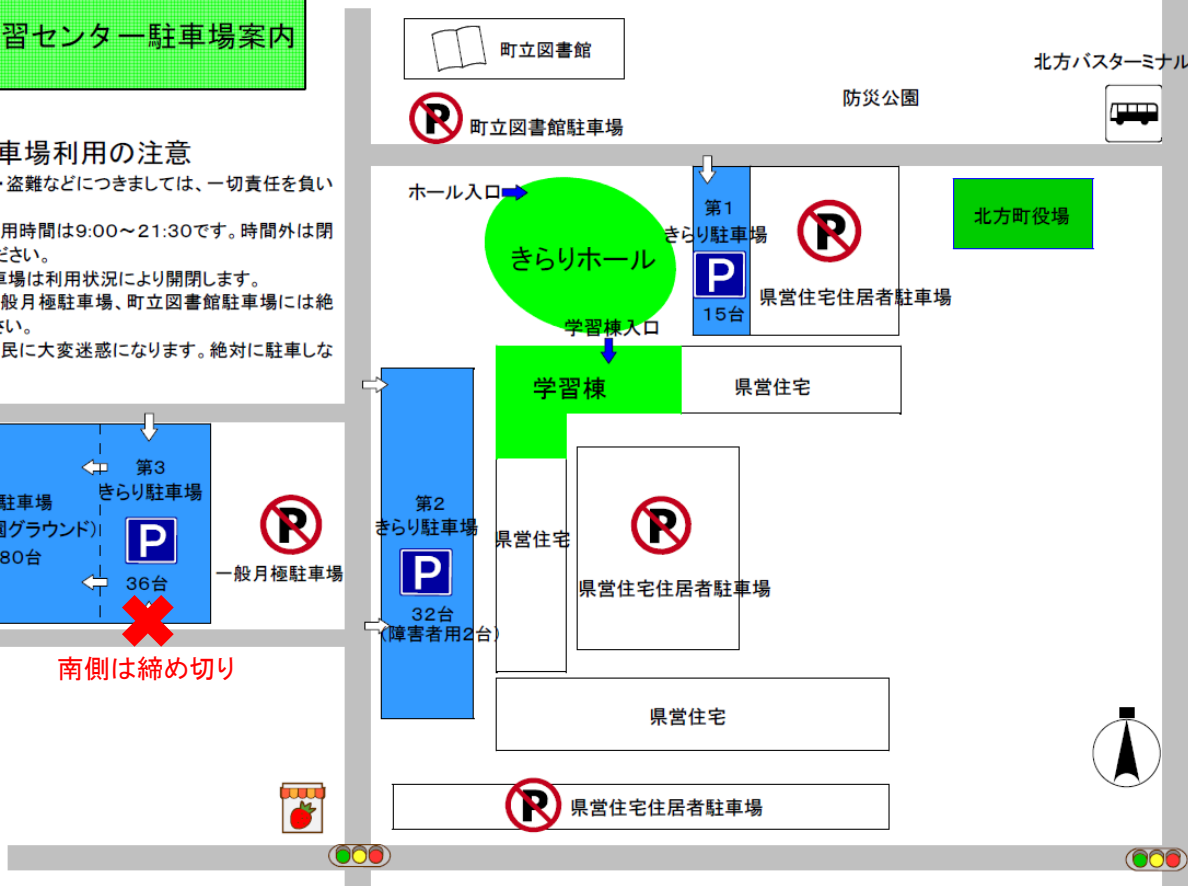 習センター駐車場案内
町立図書館
町立図書館駐車場
防災公園
北方バスターミナル
車場利用の注意
・盗難などにつきましては、一切責任を負い
用時間は9:00～21:30です。時間外は閉
ださい。
車場は利用状況により開閉します。
般月極駐車場、町立図書館駐車場には絶
さい。
民に大変迷惑になります。絶対に駐車しな
ホール入口
きらりホール
第1
きらり駐車場
P
15台
P
県営住宅住居者駐車場
北方町役場
学習棟入口
学習棟
県営住宅
駐車場
園グラウンド)
80台
第3
きらり駐車場
P
36台
P
一般月極駐車場
南側は締め切り
第2
きらり駐車場
P
32台
(障害者用2台)
県営住宅
P
県営住宅住居者駐車場
県営住宅
P
県営住宅住居者駐車場